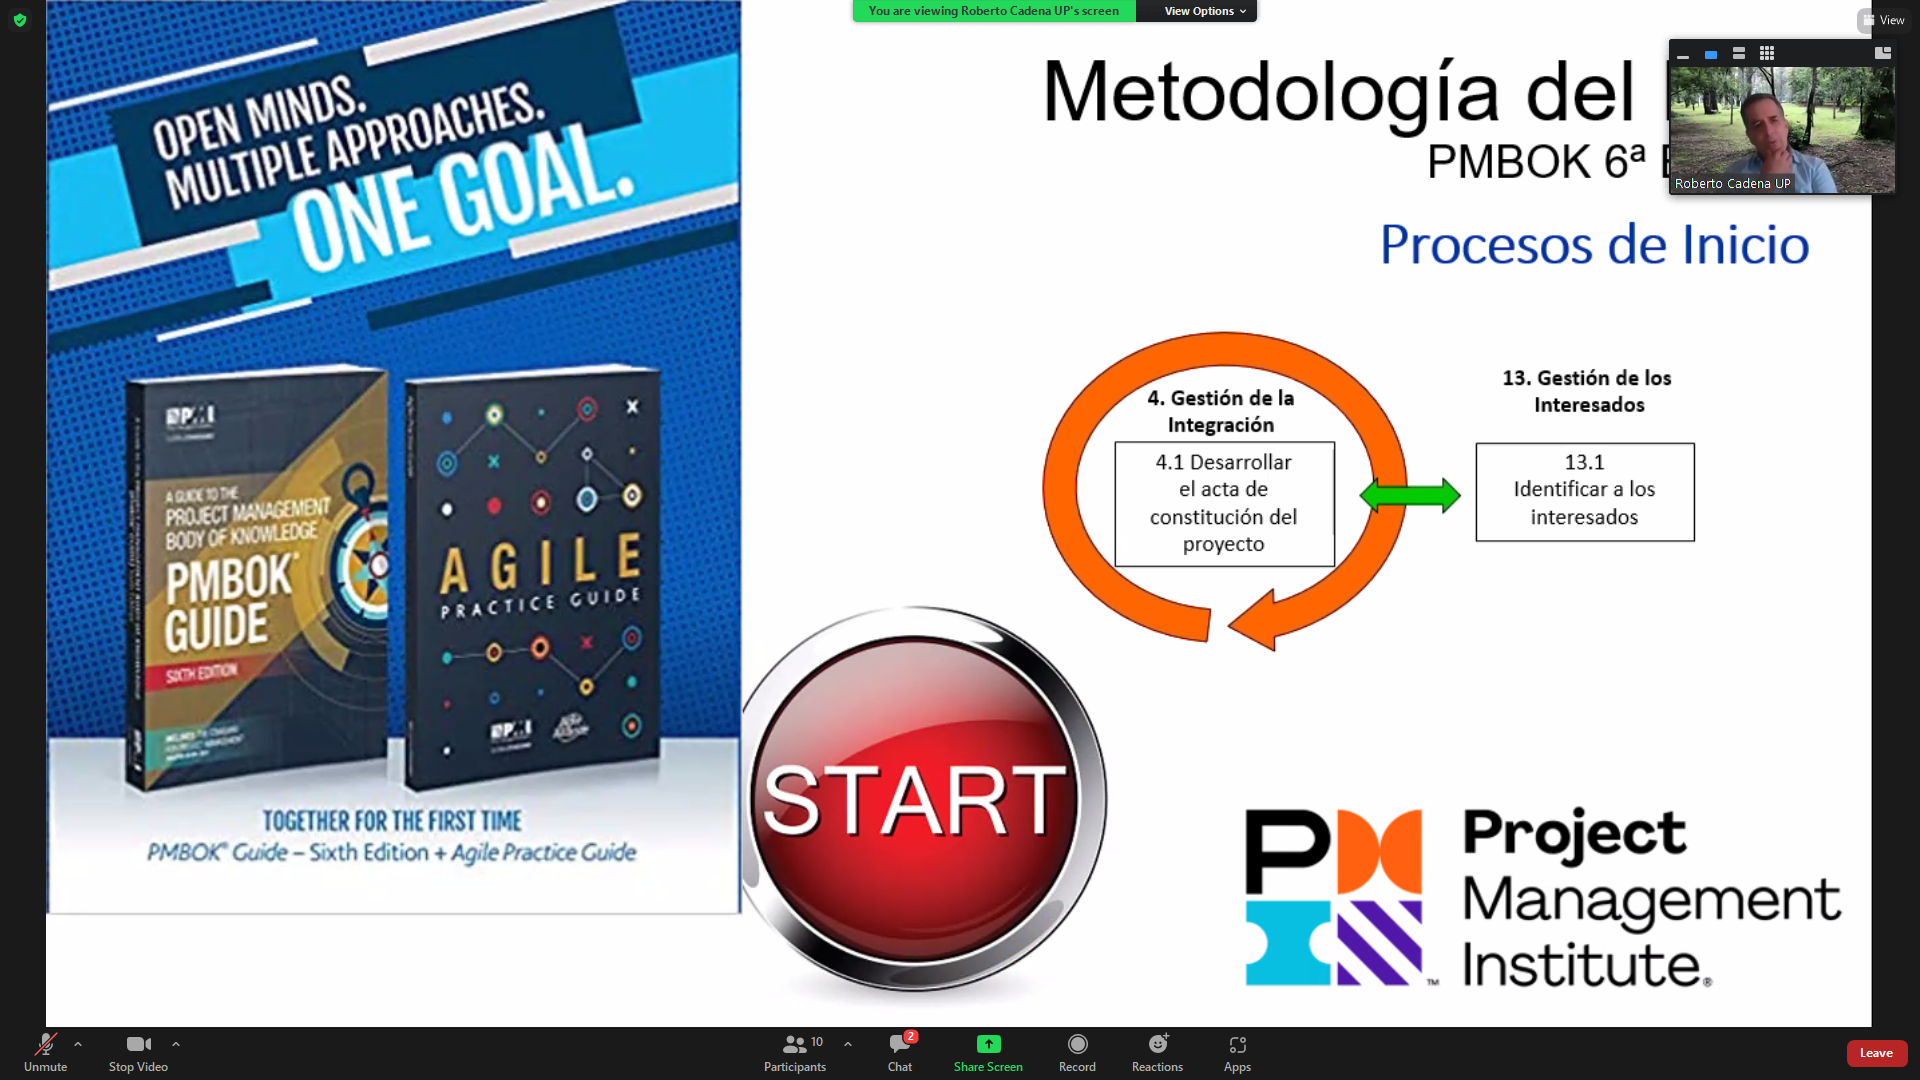 You are viewing Roberto Cadena UP's screen
View Options
View
OPEN MINDS.
MULTIPLE APPROACHES.
ONE GOAL.
PMI
A GUIDE TO THE
PROJECT MANAGEMENT
BODY OF KNOWLEDGE
PMBOK®
GUIDE
SIXTH EDITION
AGILE
PRACTICE GUIDE
PMI
Agile Alliance
TOGETHER FOR THE FIRST TIME
PMBOK® Guide – Sixth Edition + Agile Practice Guide
Metodología del
PMBOK 6ª
Roberto Cadena UP
Procesos de Inicio
4. Gestión de la
Integración
4.1 Desarrollar
el acta de
constitución del
proyecto
13. Gestión de los
Interesados
13.1
Identificar a los
interesados
START
Project
Management
Institute®
™
Unmute
Stop Video
10
Participants
2
Chat
Share Screen
Record
Reactions
Apps
Leave